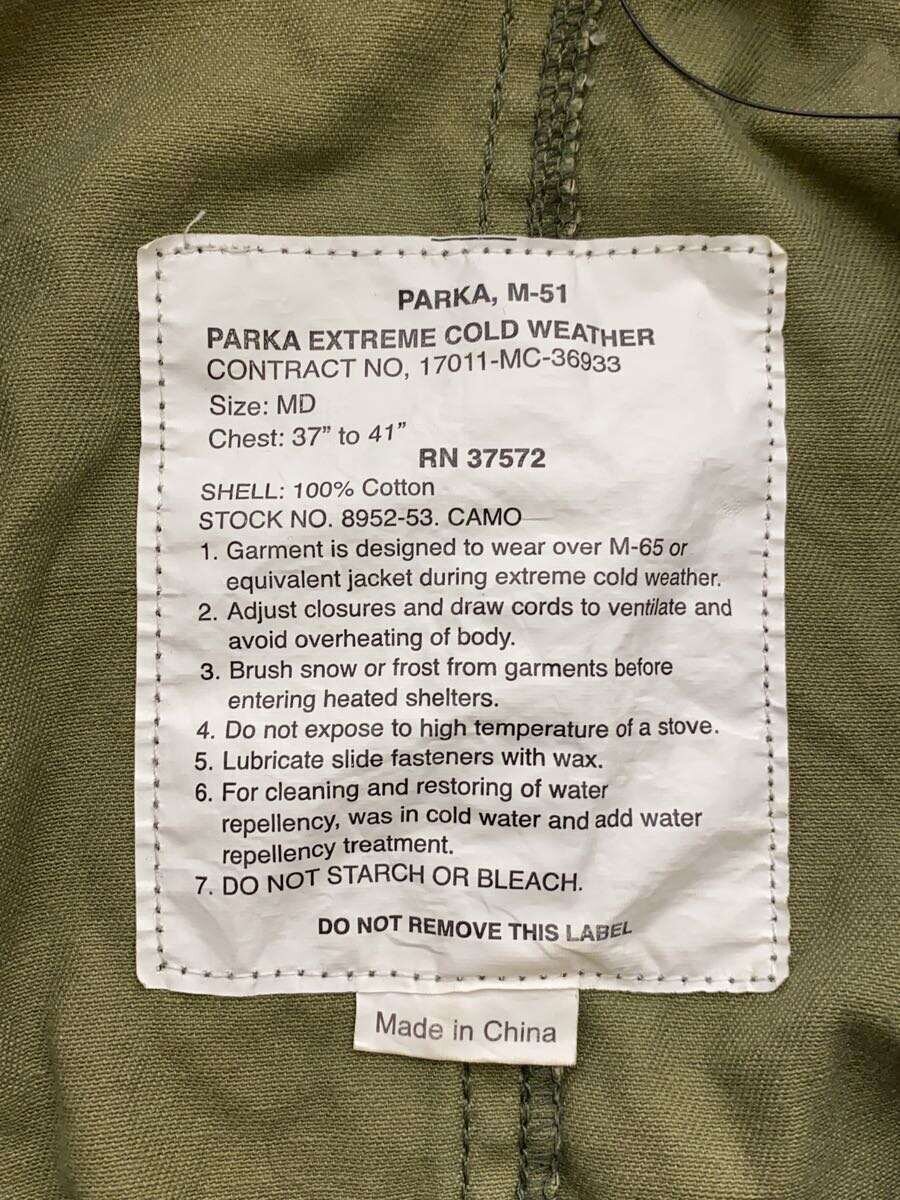 PARKA, M-51
PARKA EXTREME COLD WEATHER
CONTRACT NO, 17011-MC-36933
Size: MD
Chest: 37” to 41”
RN 37572
SHELL: 100% Cotton
STOCK NO. 8952-53. CAMO
1. Garment is designed to wear over M-65 or
equivalent jacket during extreme cold weather.
2. Adjust closures and draw cords to ventilate and
avoid overheating of body.
3. Brush snow or frost from garments before
entering heated shelters.
4. Do not expose to high temperature of a stove.
5. Lubricate slide fasteners with wax.
6. For cleaning and restoring of water
repellency, was in cold water and add water
repellency treatment.
7. DO NOT STARCH OR BLEACH.
DO NOT REMOVE THIS LABEL
Made in China